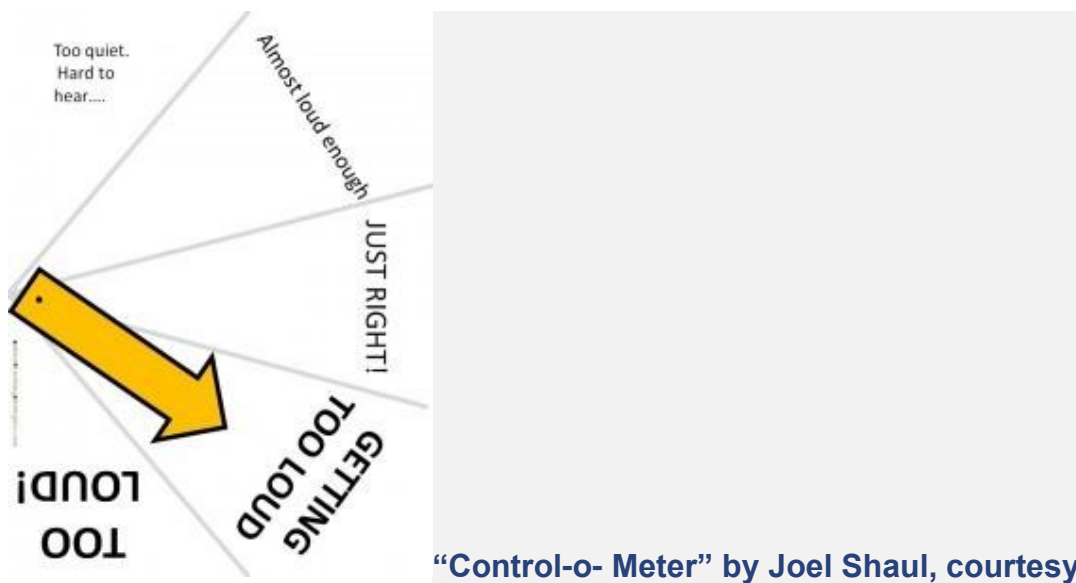 Too quiet.
Hard to
hear....
Almost loud enough
JUST RIGHT!
GETTING
TOO LOUD
TOO
LOUD!
“Control-o- Meter” by Joel Shaul, courtesy